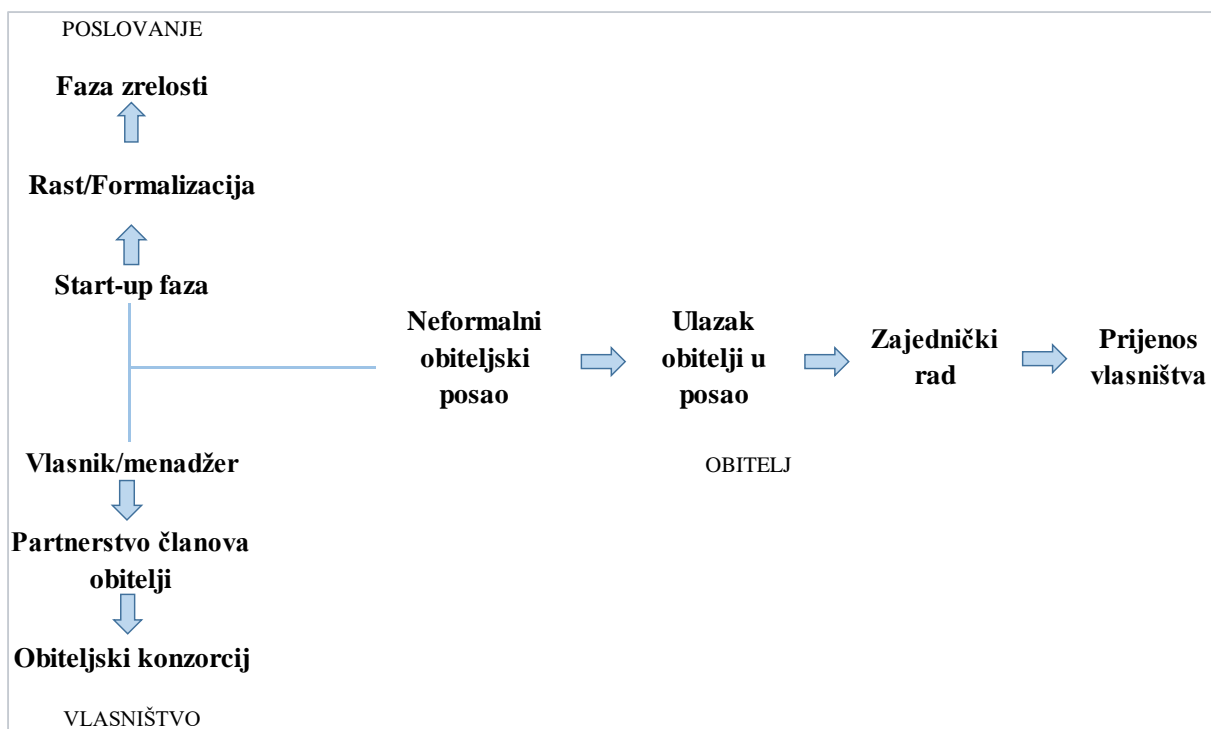 POSLOVANJE
Faza zrelosti
Rast/Formalizacija
Start-up faza
Neformalni
obiteljski
posao
Ulazak
obitelji u
posao
Zajednički
rad
Prijenos
vlasništva
Vlasnik/menadžer
OBITELJ
Partnerstvo članova
obitelji
Obiteljski konzorcij
VLASNIŠTVO